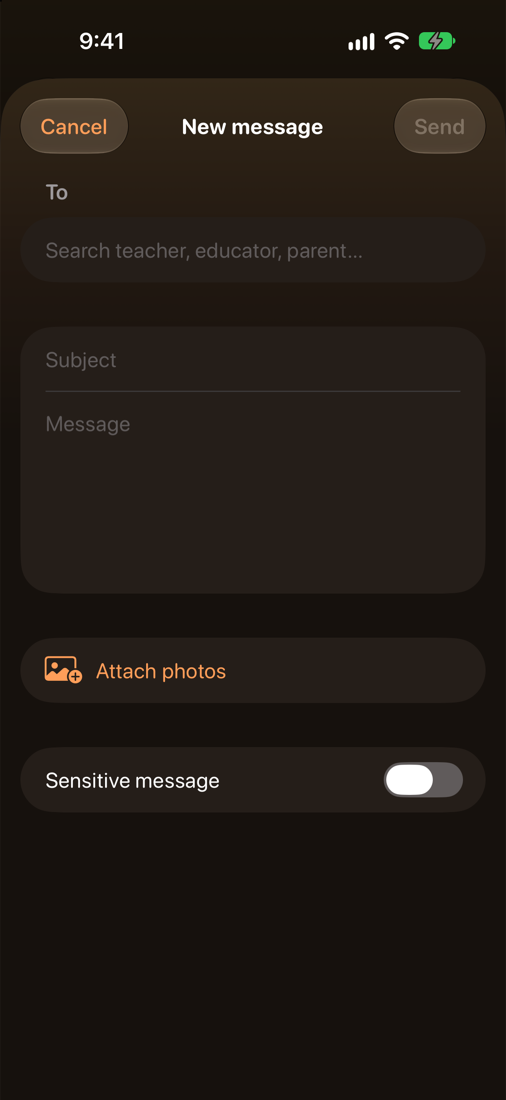 9:41
Cancel
New message
Send
To
Search teacher, educator, parent...
Subject
Message
Attach photos
Sensitive message